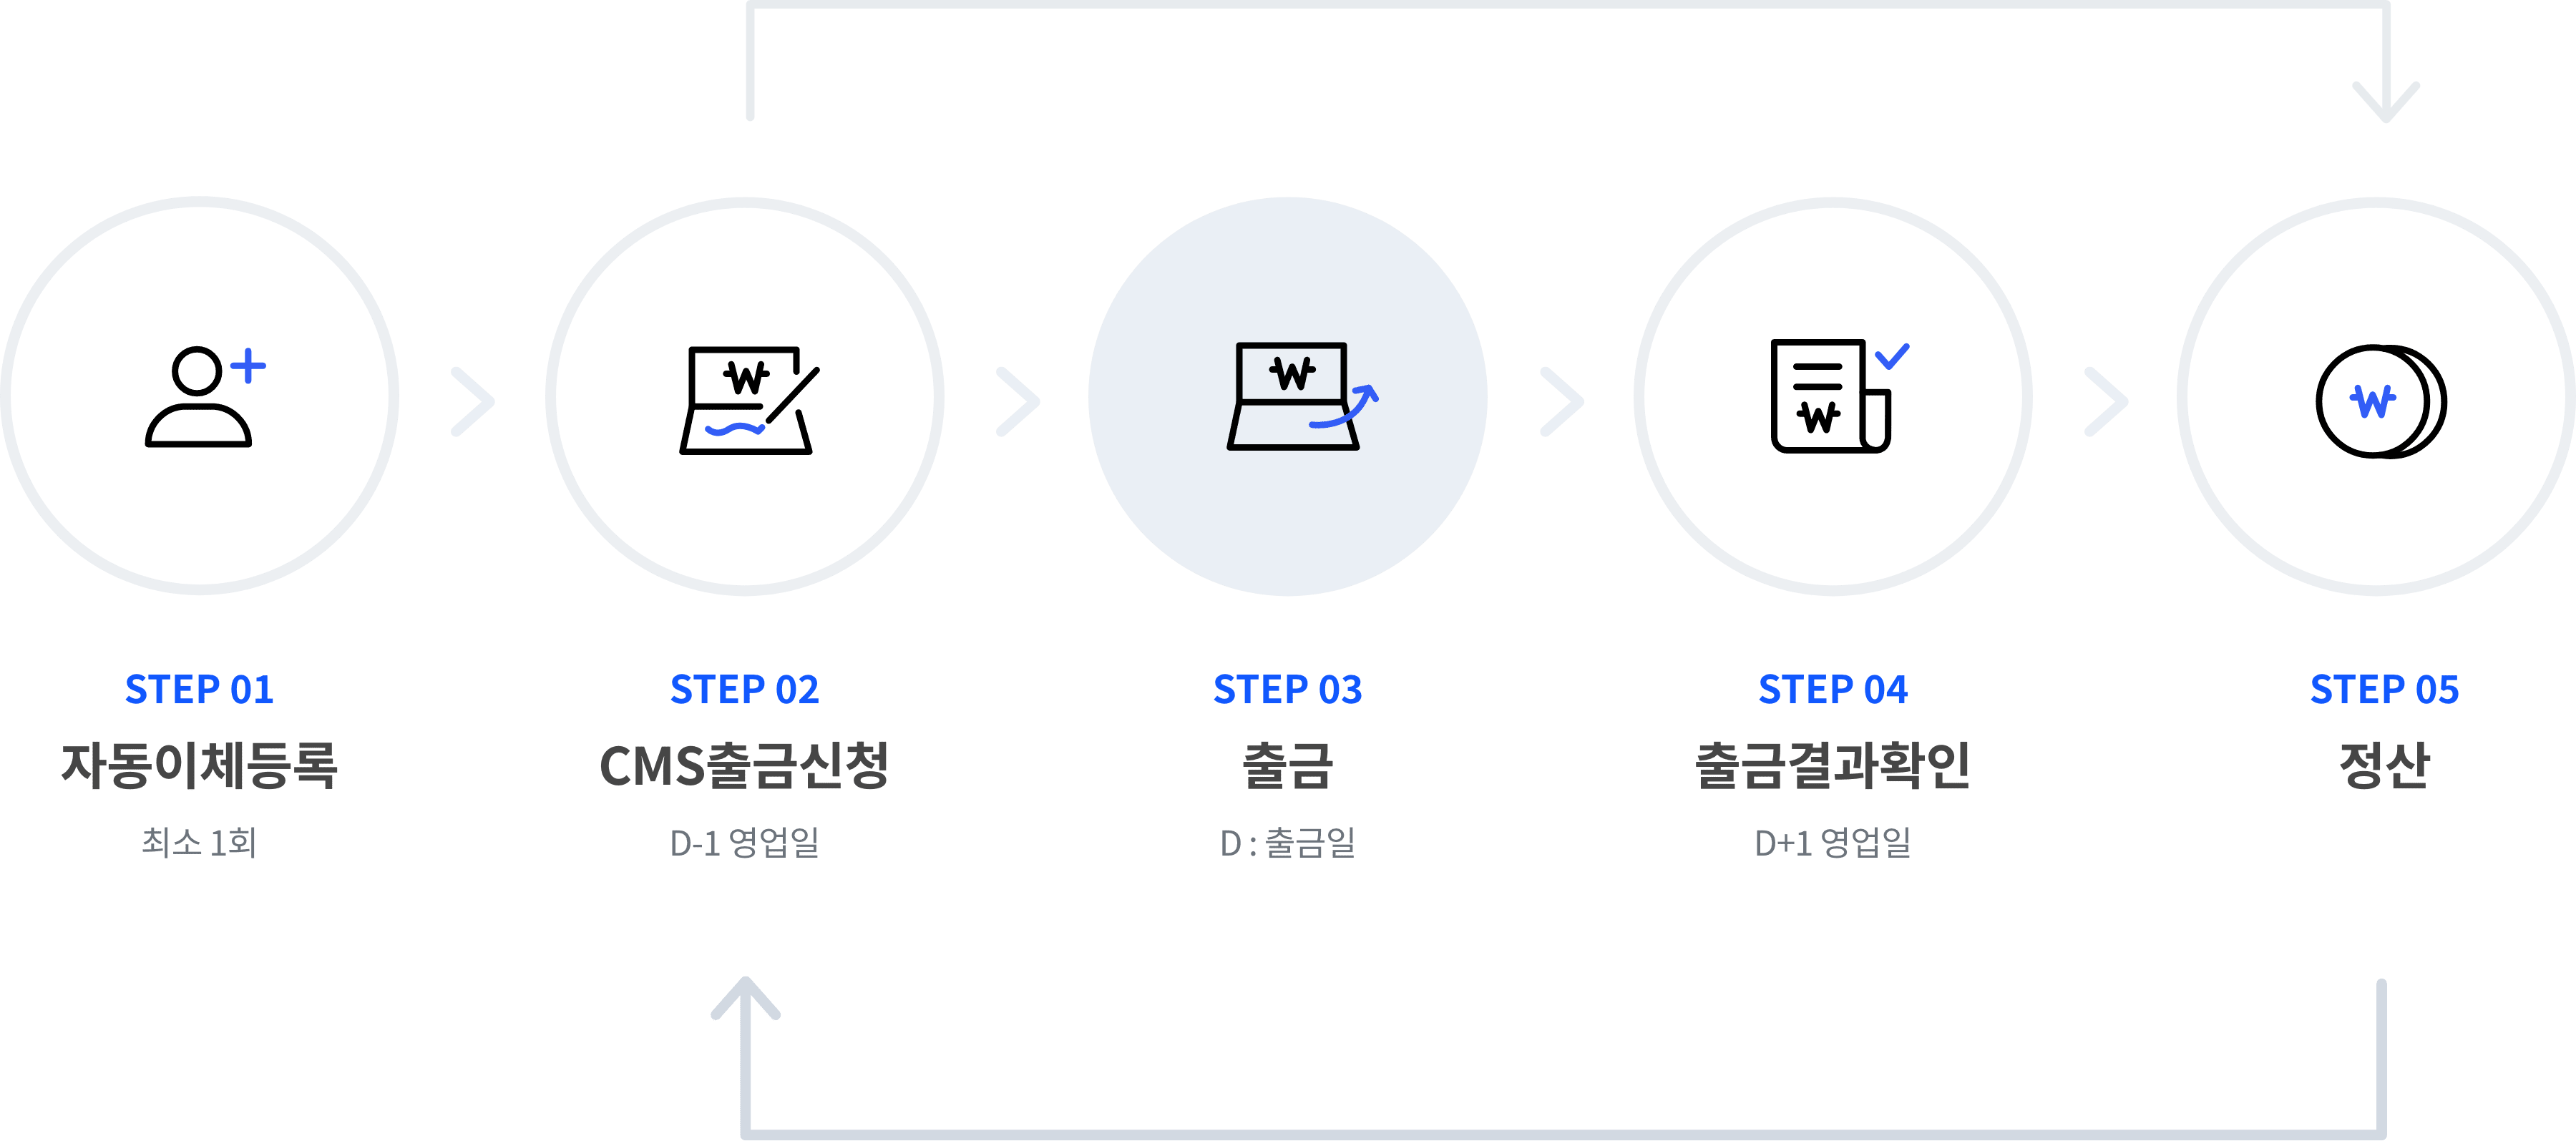 STEP 01
자동이체등록
최소 1회
STEP 02
CMS출금신청
D-1 영업일
STEP 03
출금
D : 출금일
STEP 04
출금결과확인
D+1 영업일
STEP 05
정산